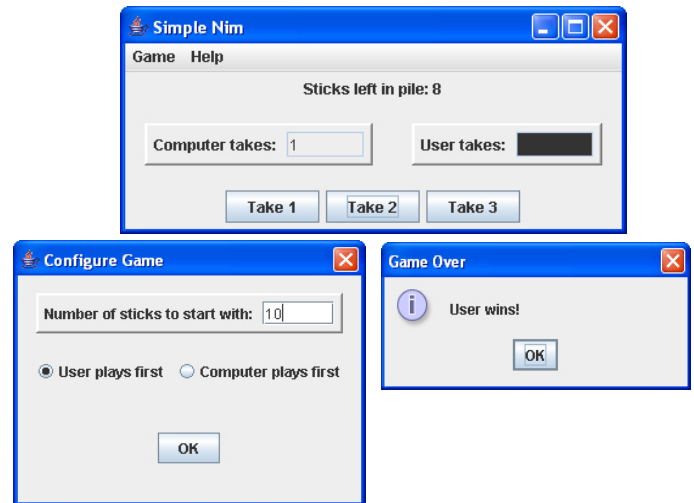 Simple Nim
Game Help
Sticks left in pile: 8
Computer takes: 1 User takes:
Take 1 Take 2 Take 3
Configure Game
Number of sticks to start with: 10
User plays first Computer plays first
OK
Game Over
i User wins!
OK